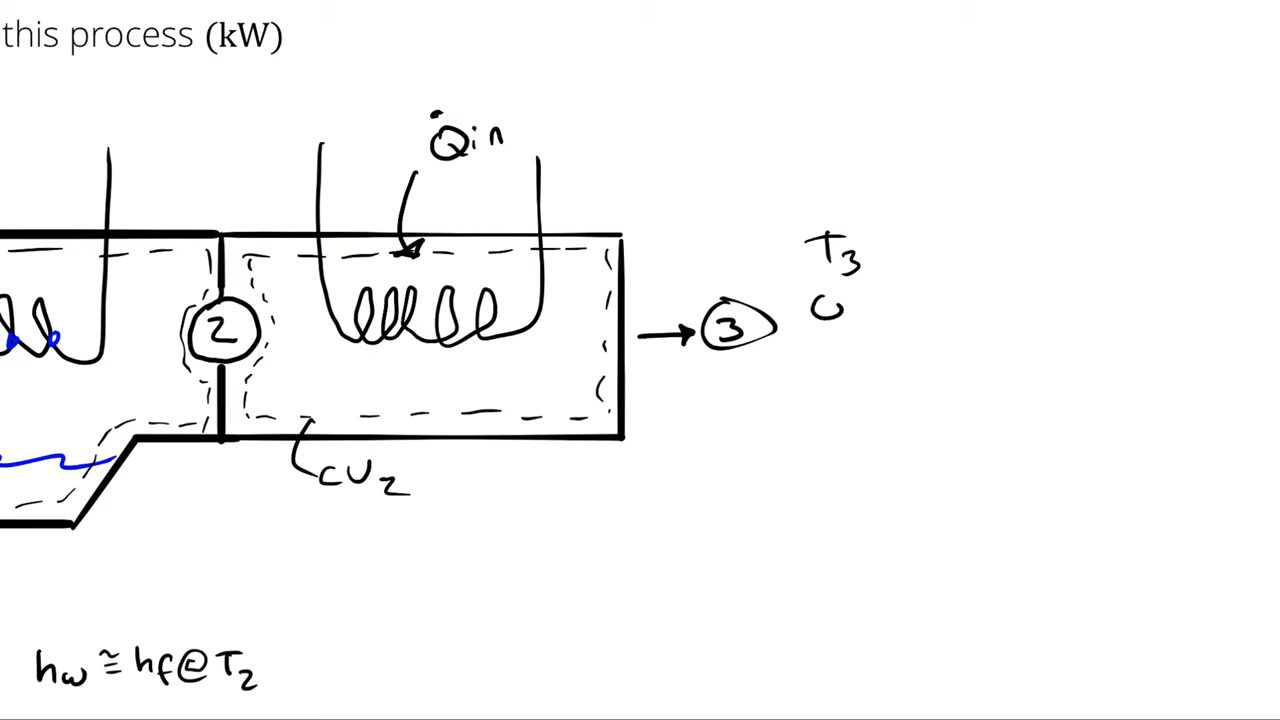 this process (kW)
Q̇in
T3
2
3
CV2
hw ≅ hf@T2